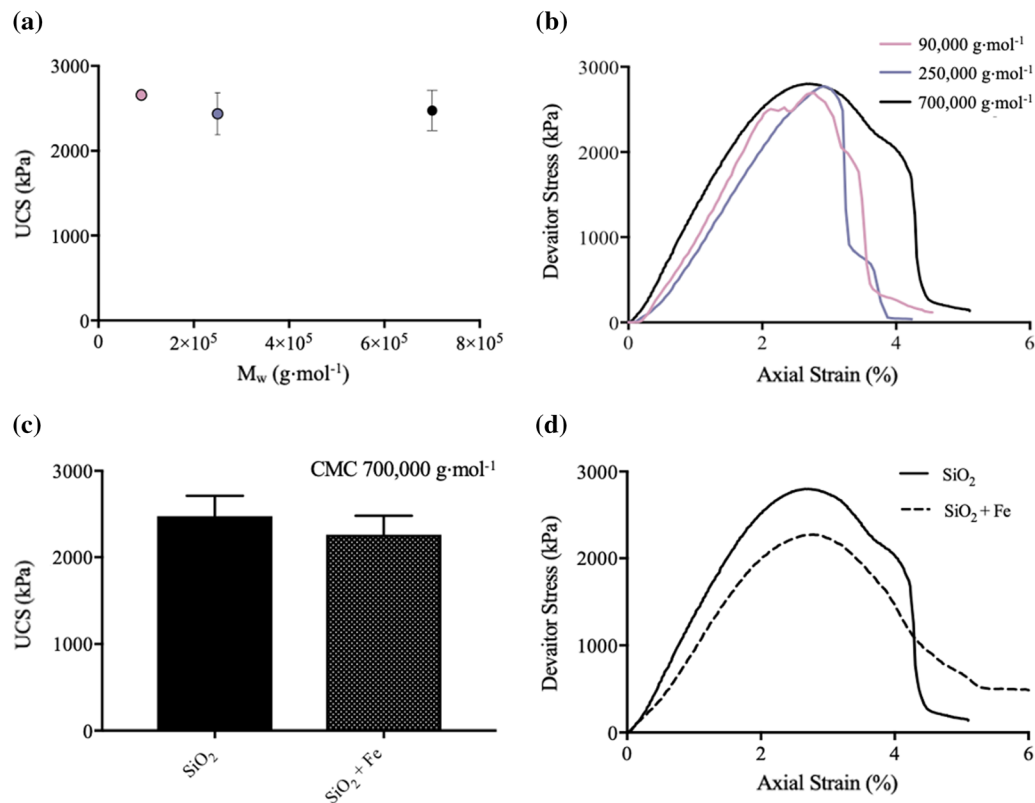 (a)
3000
2000
1000
0
UCS (kPa)
0
2×10⁵
4×10⁵
6×10⁵
8×10⁵
M_w (g·mol⁻¹)
(b)
90,000 g·mol⁻¹
250,000 g·mol⁻¹
700,000 g·mol⁻¹
3000
2000
1000
0
Devaitor Stress (kPa)
0
2
4
6
Axial Strain (%)
(c)
CMC 700,000 g·mol⁻¹
3000
2000
1000
0
UCS (kPa)
SiO₂
SiO₂ + Fe
(d)
SiO₂
SiO₂ + Fe
3000
2000
1000
0
Devaitor Stress (kPa)
0
2
4
6
Axial Strain (%)